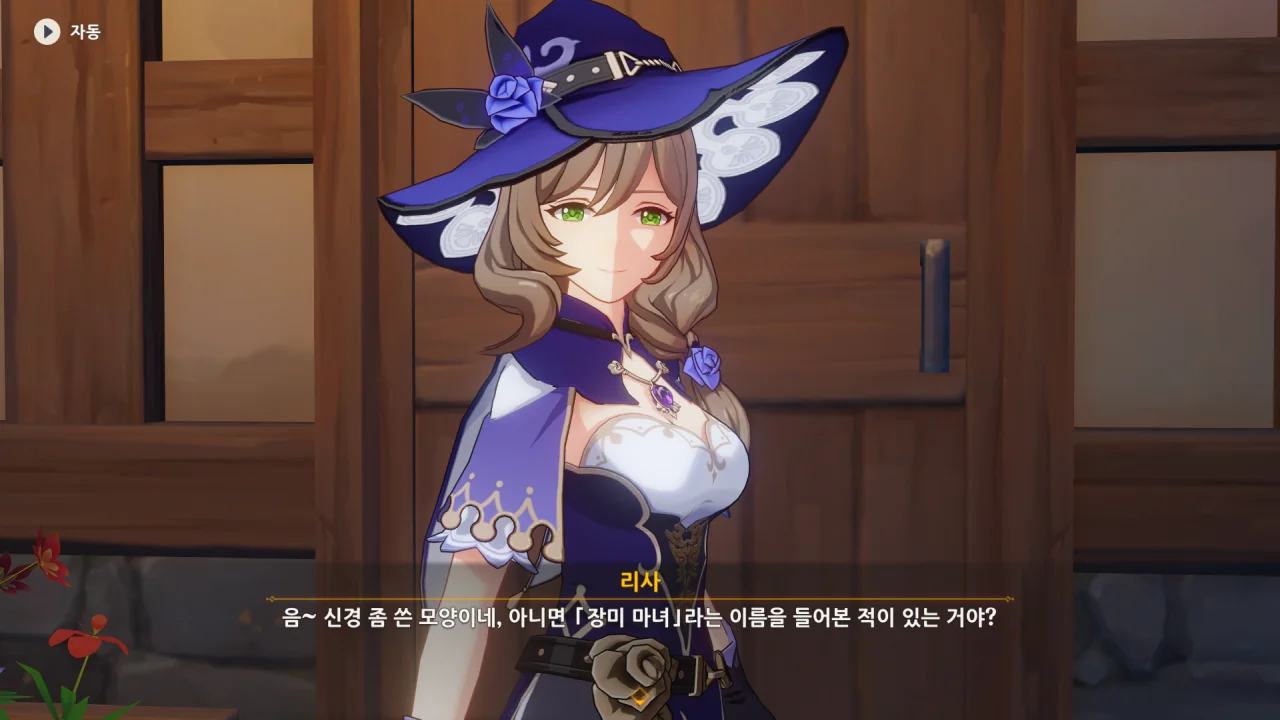 자동
리사
음~ 신경 좀 쓴 모양이네, 아니면 「장미 마녀」라는 이름을 들어본 적이 있는 거야?